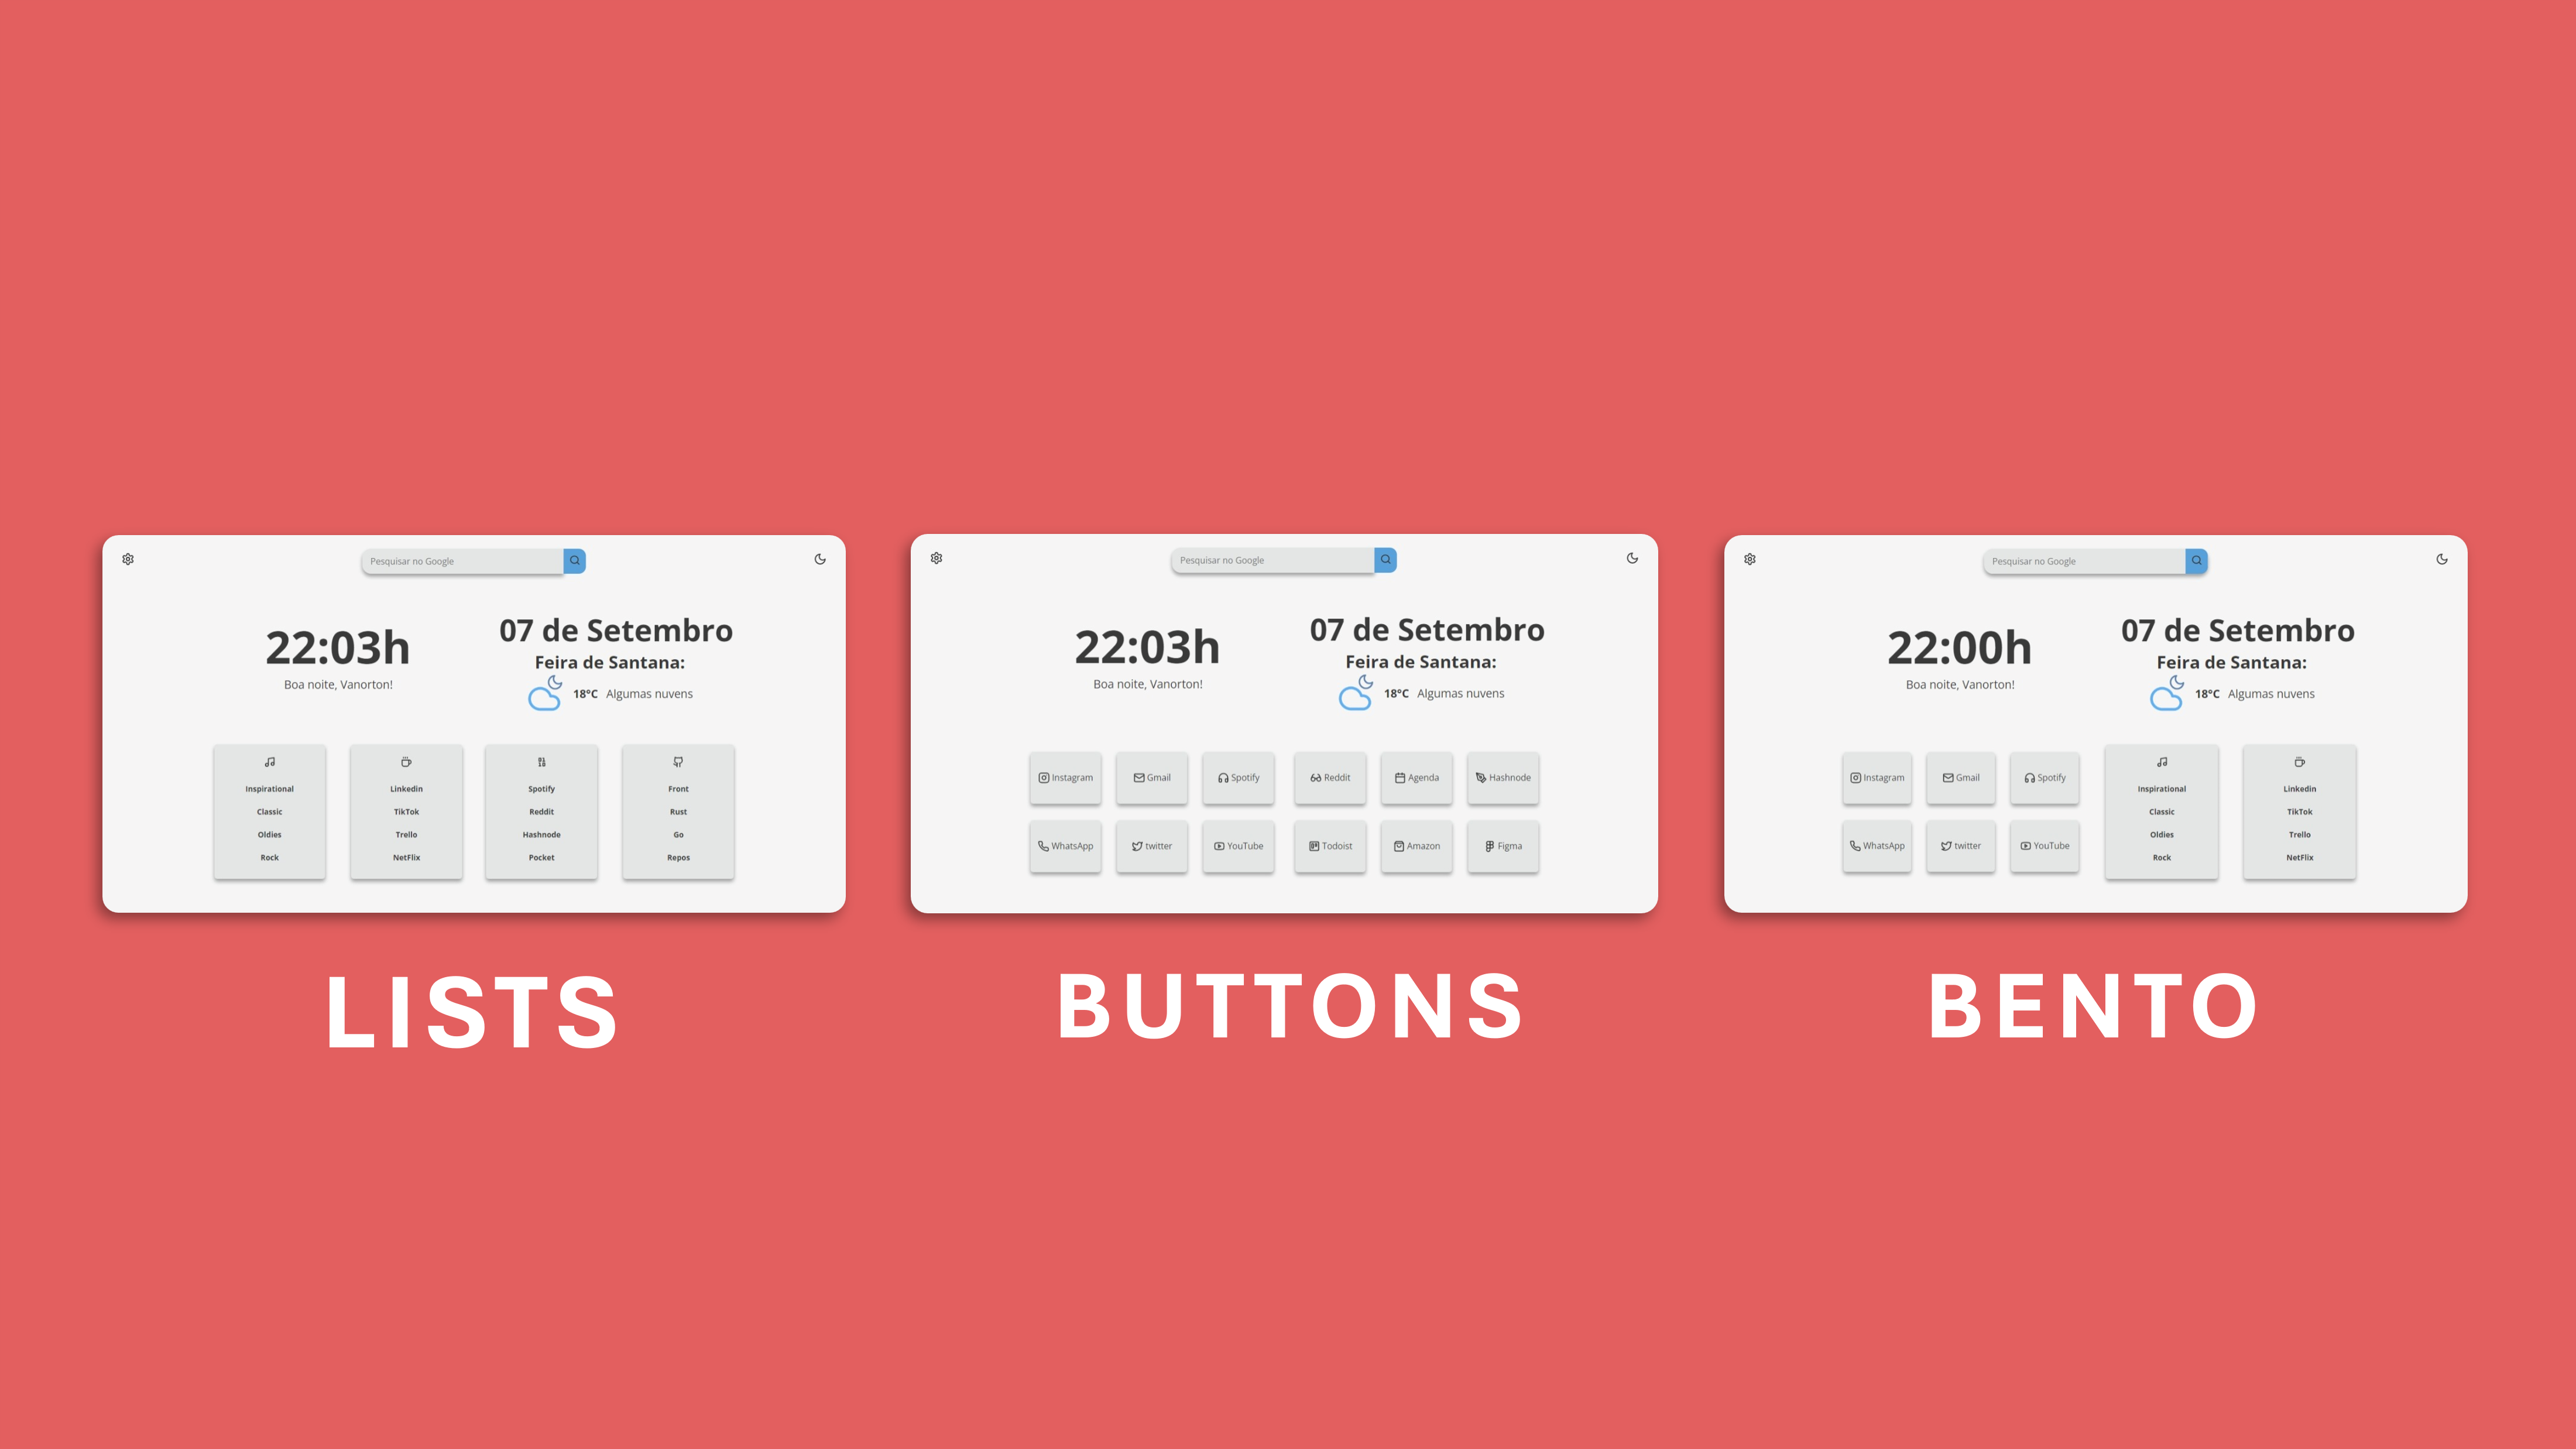 Pesquisar no Google
22:03h
Boa noite, Vanorton!
07 de Setembro
Feira de Santana:
18°C Algumas nuvens
Inspirational
Classic
Oldies
Rock
Linkedin
TikTok
Trello
NetFlix
Spotify
Reddit
Hashnode
Pocket
Front
Rust
Go
Repos
LISTS
Pesquisar no Google
22:03h
Boa noite, Vanorton!
07 de Setembro
Feira de Santana:
18°C Algumas nuvens
Instagram Gmail Spotify Reddit Agenda Hashnode
WhatsApp twitter YouTube Todoist Amazon Figma
BUTTONS
Pesquisar no Google
22:00h
Boa noite, Vanorton!
07 de Setembro
Feira de Santana:
18°C Algumas nuvens
Instagram Gmail Spotify
WhatsApp twitter YouTube
Inspirational
Classic
Oldies
Rock
Linkedin
TikTok
Trello
NetFlix
BENTO